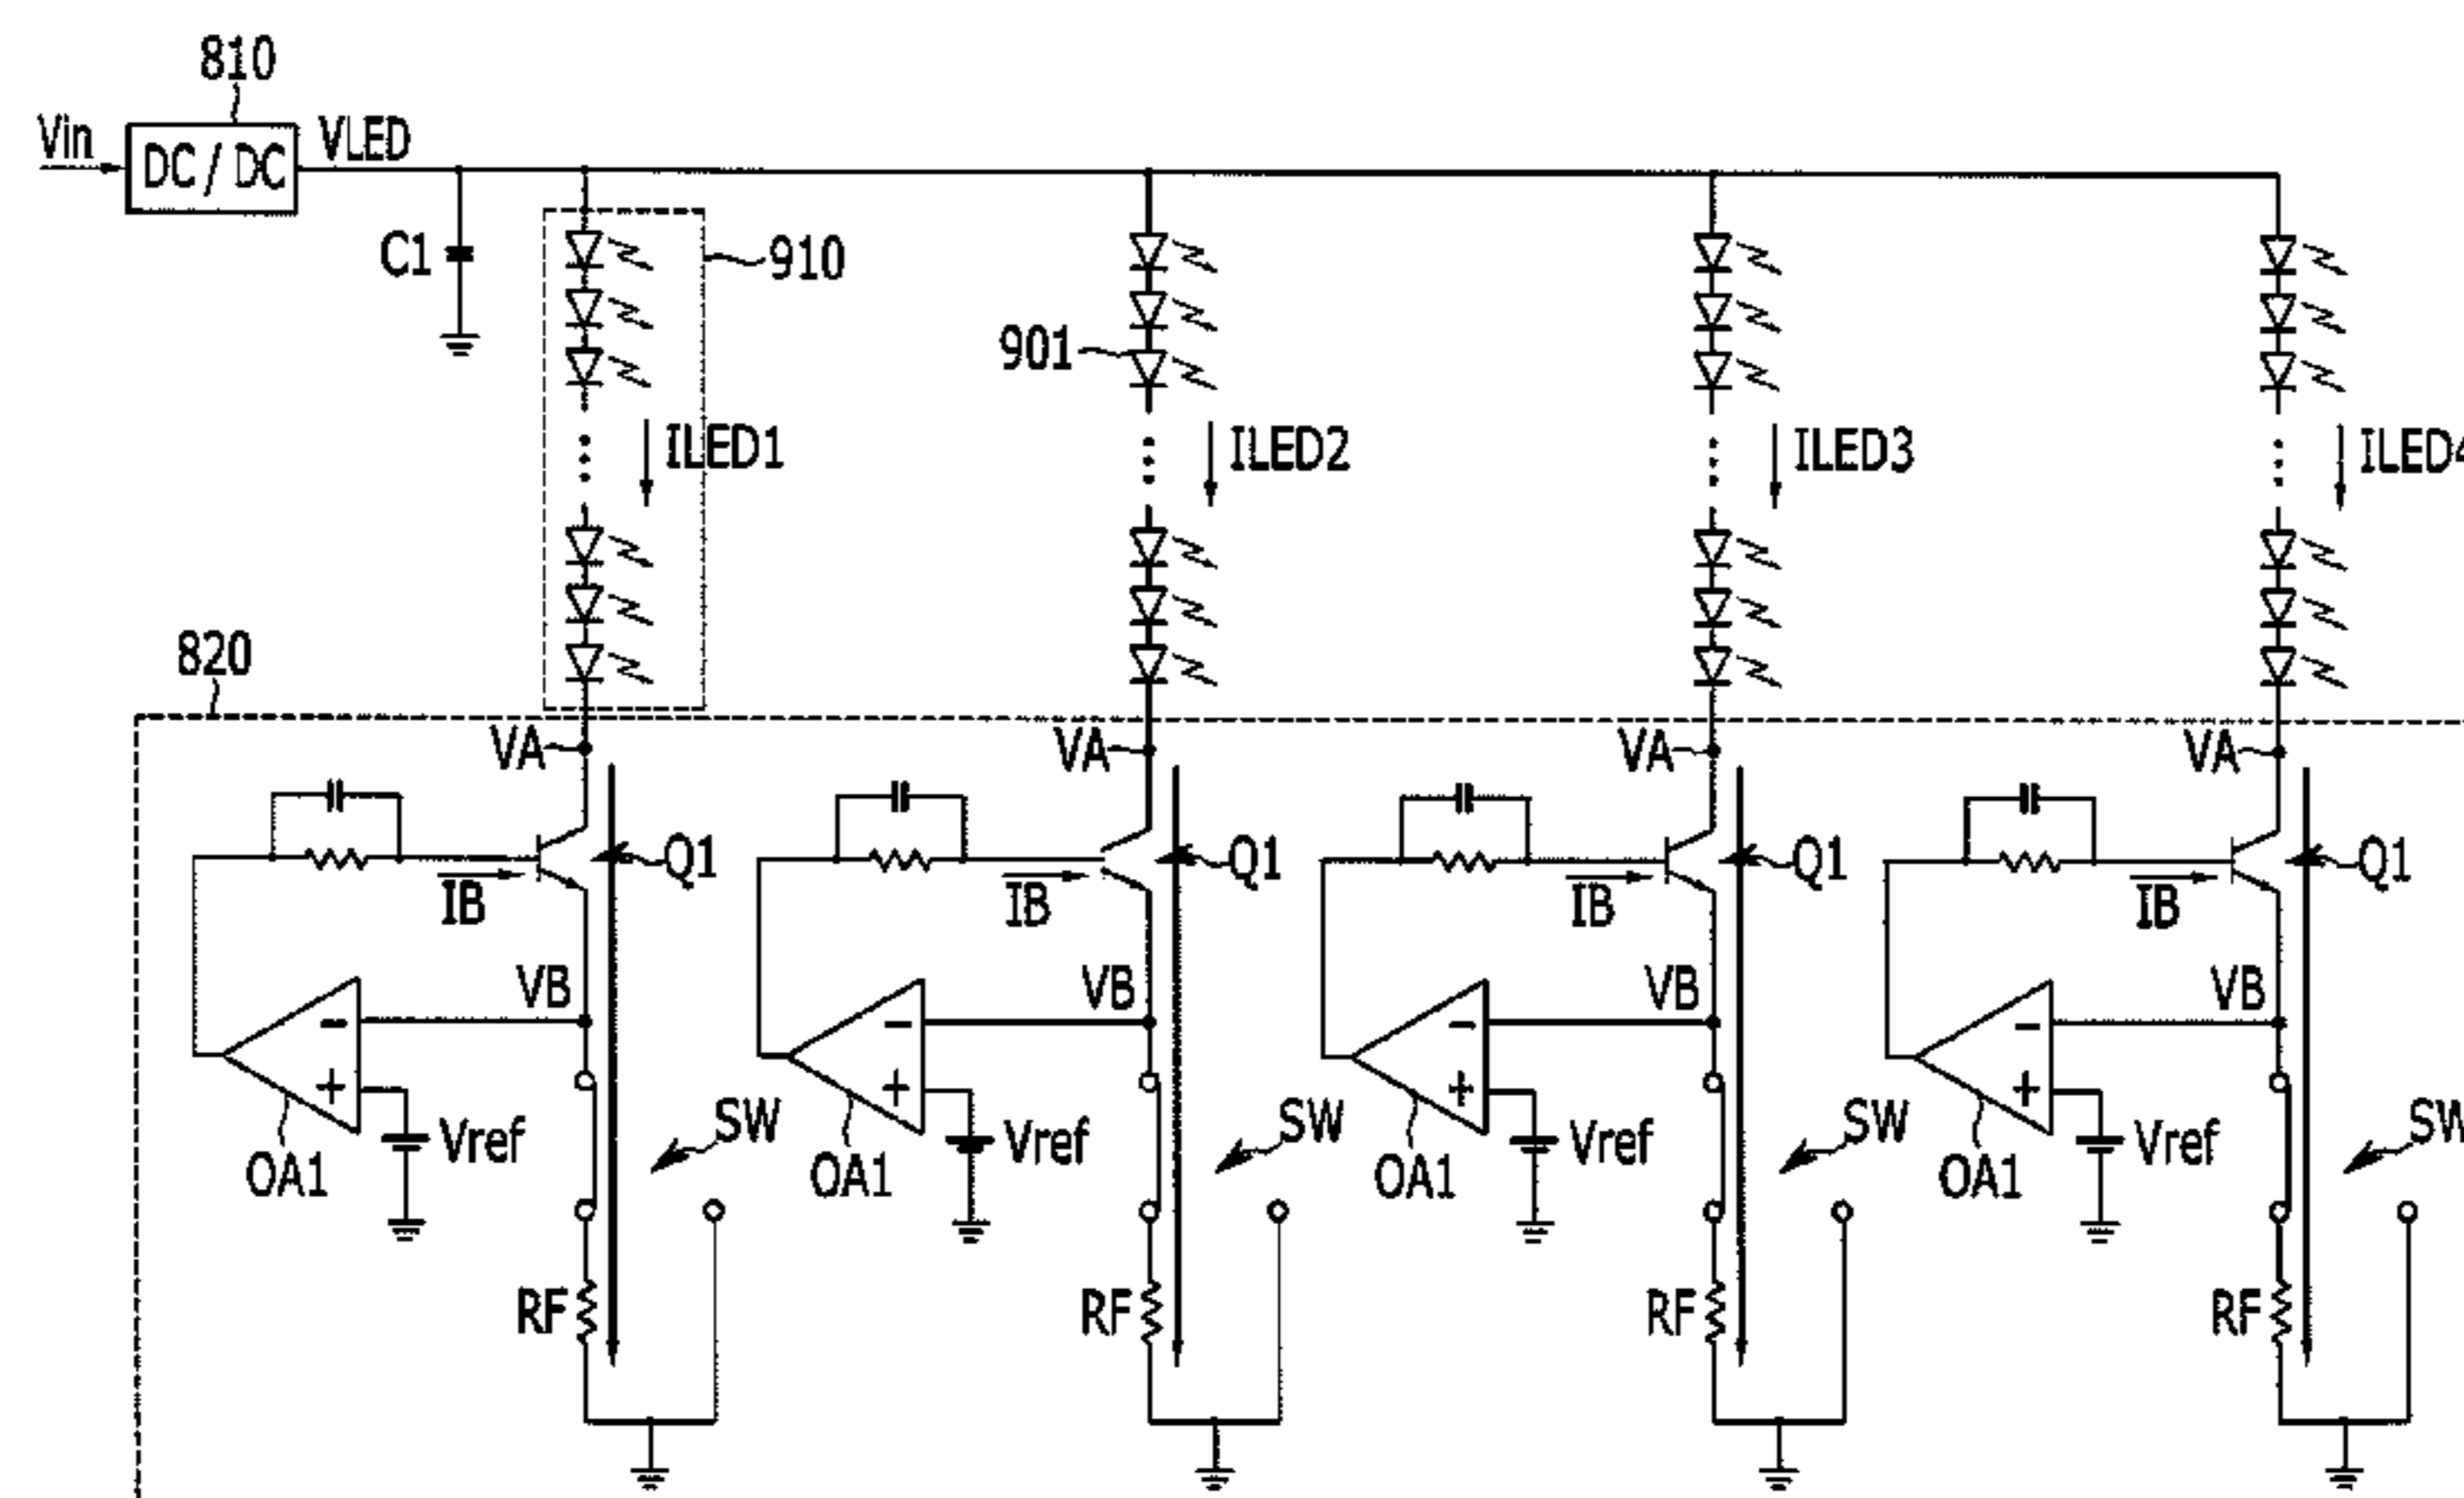 810
Vin
DC / DC
VLED
C1
910
901
ILED1
ILED2
ILED3
ILED4
820
VA
VA
VA
VA
Q1
Q1
Q1
Q1
IB
IB
IB
IB
VB
VB
VB
VB
−
−
−
−
+
+
+
+
Vref
Vref
Vref
Vref
SW
SW
SW
SW
OA1
OA1
OA1
OA1
RF
RF
RF
RF